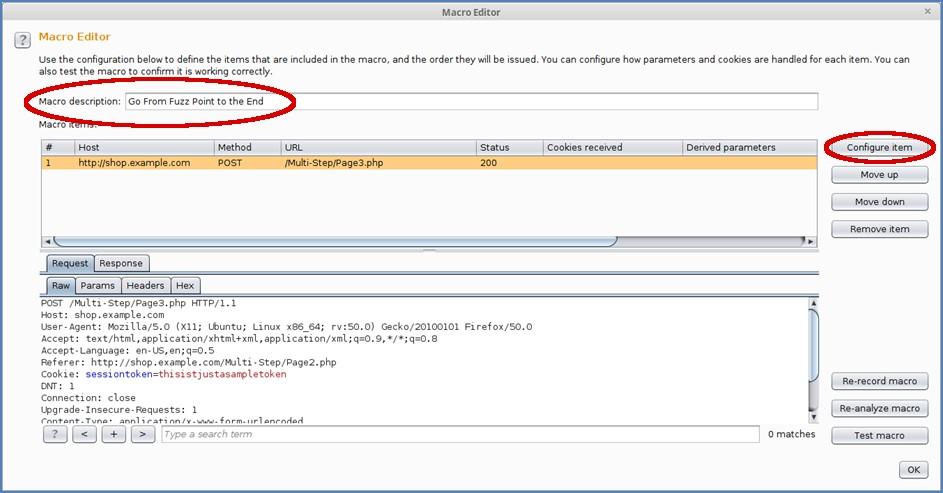 Macro Editor
×
? Macro Editor
Use the configuration below to define the items that are included in the macro, and the order they will be issued. You can configure how parameters and cookies are handled for each item. You can
also test the macro to confirm it is working correctly.
Macro description: Go From Fuzz Point to the End
Macro items:
# Host Method URL Status Cookies received Derived parameters
1 http://shop.example.com POST /Multi-Step/Page3.php 200
Configure item
Move up
Move down
Remove item
Request Response
Raw Params Headers Hex
POST /Multi-Step/Page3.php HTTP/1.1
Host: shop.example.com
User-Agent: Mozilla/5.0 (X11; Ubuntu; Linux x86_64; rv:50.0) Gecko/20100101 Firefox/50.0
Accept: text/html,application/xhtml+xml,application/xml;q=0.9,*/*;q=0.8
Accept-Language: en-US,en;q=0.5
Referer: http://shop.example.com/Multi-Step/Page2.php
Cookie: sessiontoken=thisistjustasampletoken
DNT: 1
Connection: close
Upgrade-Insecure-Requests: 1
Content-Type: application/x-www-form-urlencoded
? < + > Type a search term 0 matches
Re-record macro
Re-analyze macro
Test macro
OK